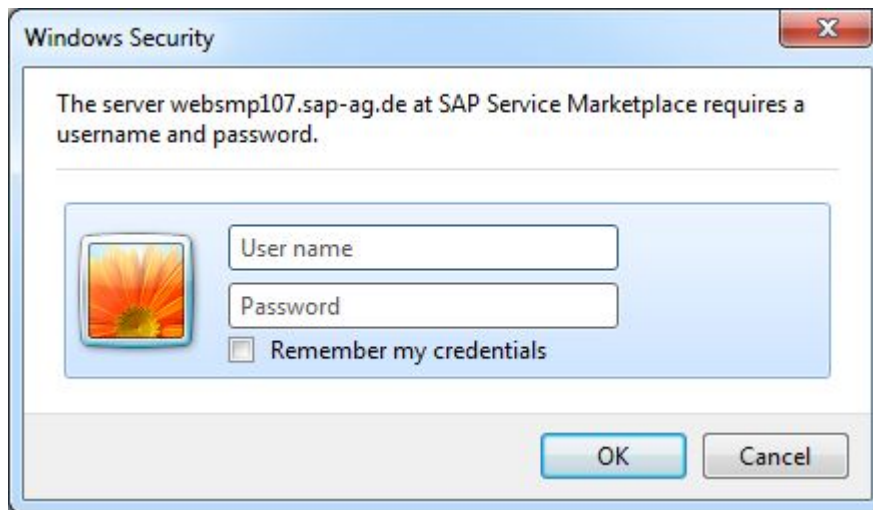 Windows Security
The server websmp107.sap-ag.de at SAP Service Marketplace requires a
username and password.
User name
Password
Remember my credentials
OK
Cancel